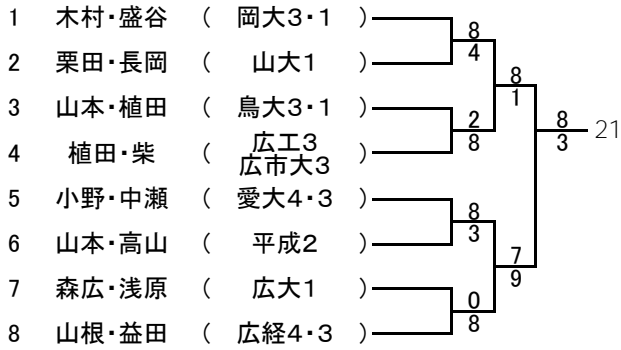 1 木村・盛谷 ( 岡大3・1 )
8
2 栗田・長岡 ( 山大1 )
4
8
1
3 山本・植田 ( 鳥大3・1 )
2
4 植田・柴 ( 広工3 広市大3 )
8
8
3
21
5 小野・中瀬 ( 愛大4・3 )
8
6 山本・高山 ( 平成2 )
3
7
9
7 森広・浅原 ( 広大1 )
0
8 山根・益田 ( 広経4・3 )
8